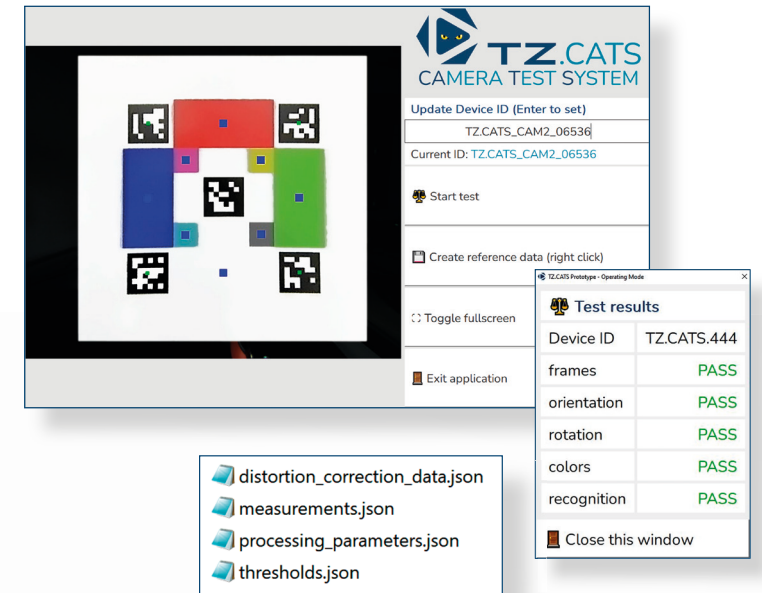 TZ.CATS
CAMERA TEST SYSTEM
Update Device ID (Enter to set)
TZ.CATS_CAM2_06536
Current ID: TZ.CATS_CAM2_06536
Start test
Create reference data (right click)
Toggle fullscreen
Exit application
TZ.CATS Prototype - Operating Mode
Test results
Device ID TZ.CATS.444
frames PASS
orientation PASS
rotation PASS
colors PASS
recognition PASS
Close this window
distortion_correction_data.json
measurements.json
processing_parameters.json
thresholds.json